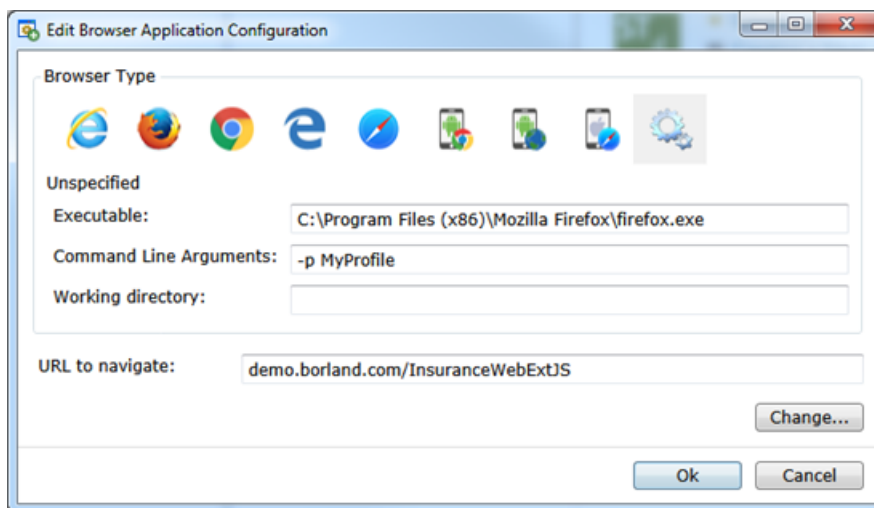 Edit Browser Application Configuration
Browser Type
Unspecified
Executable: C:\Program Files (x86)\Mozilla Firefox\firefox.exe
Command Line Arguments: -p MyProfile
Working directory:
URL to navigate: demo.borland.com/InsuranceWebExtJS
Change...
Ok Cancel